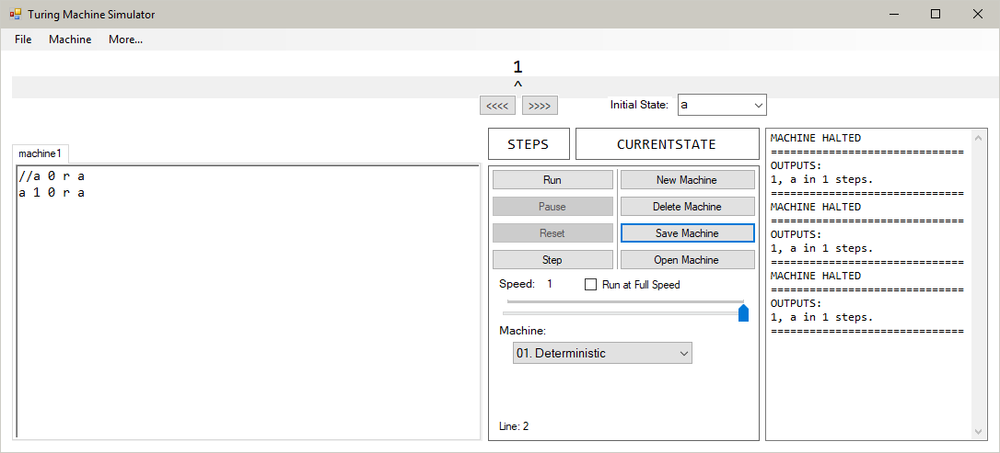 Turing Machine Simulator
File Machine More...
1
^
<<<< >>>> Initial State: a
machine1
//a 0 r a
a 1 0 r a
STEPS CURRENTSTATE
Run New Machine
Pause Delete Machine
Reset Save Machine
Step Open Machine
Speed: 1 Run at Full Speed
Machine:
01. Deterministic
Line: 2
MACHINE HALTED
==============================
OUTPUTS:
1, a in 1 steps.
==============================
MACHINE HALTED
==============================
OUTPUTS:
1, a in 1 steps.
==============================
MACHINE HALTED
==============================
OUTPUTS:
1, a in 1 steps.
==============================